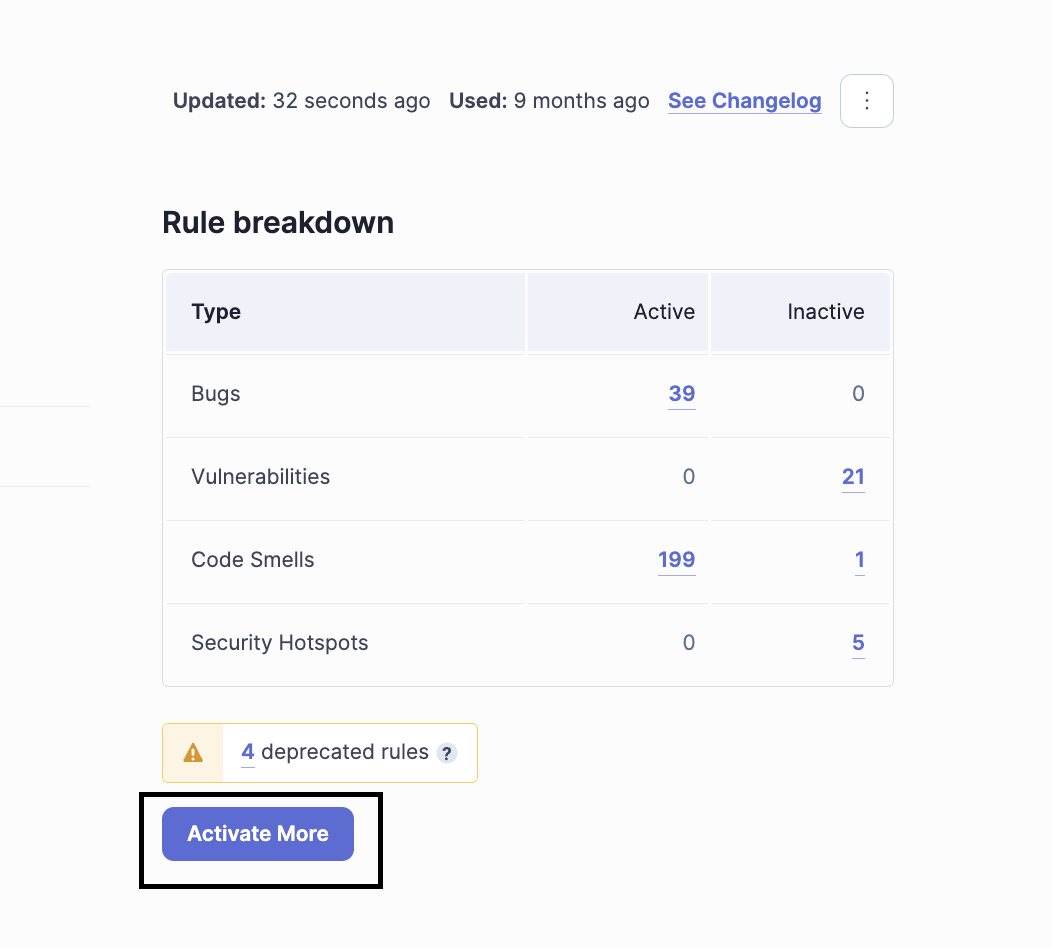 Updated: 32 seconds ago Used: 9 months ago See Changelog
Rule breakdown
Type Active Inactive
Bugs 39 0
Vulnerabilities 0 21
Code Smells 199 1
Security Hotspots 0 5
4 deprecated rules ?
Activate More